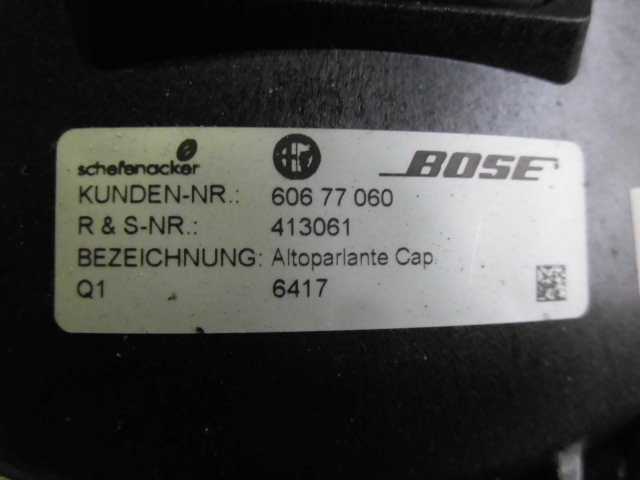 schefenacker BOSE
KUNDEN-NR.: 606 77 060
R & S-NR.: 413061
BEZEICHNUNG: Altoparlante Cap
Q1 6417